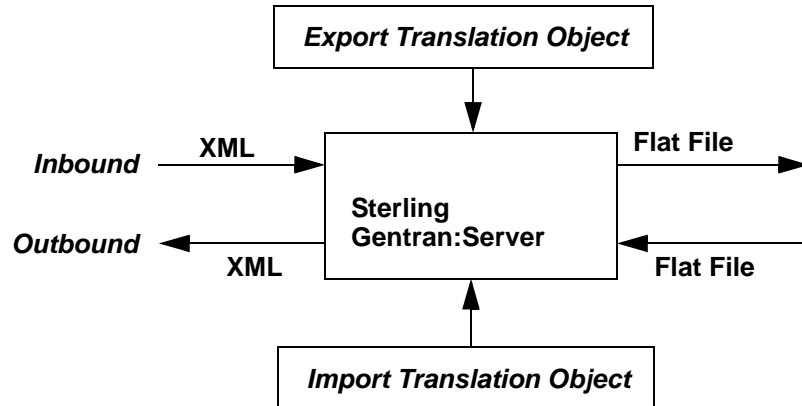 Export Translation Object
Inbound
XML
Flat File
Sterling
Gentran:Server
Outbound
XML
Flat File
Import Translation Object